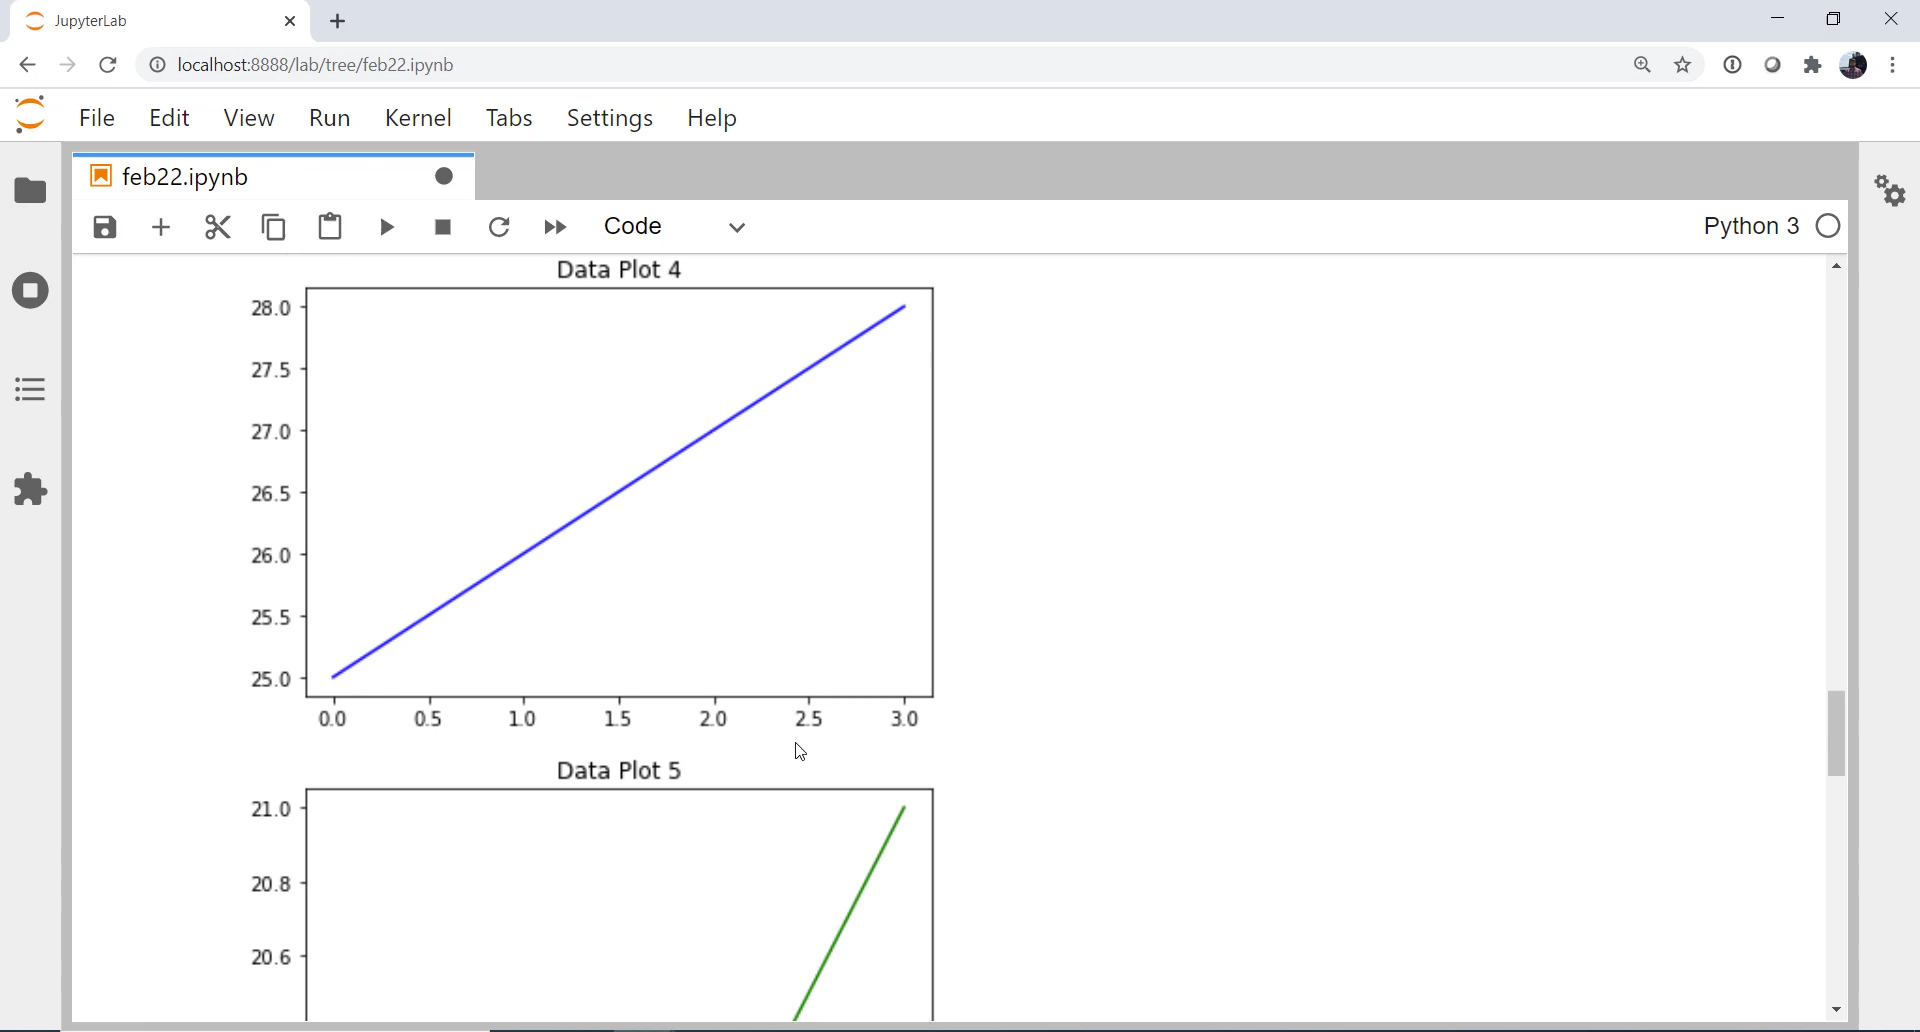 JupyterLab
localhost:8888/lab/tree/feb22.ipynb
File Edit View Run Kernel Tabs Settings Help
feb22.ipynb
Code Python 3
Data Plot 4
28.0
27.5
27.0
26.5
26.0
25.5
25.0
0.0 0.5 1.0 1.5 2.0 2.5 3.0
Data Plot 5
21.0
20.8
20.6